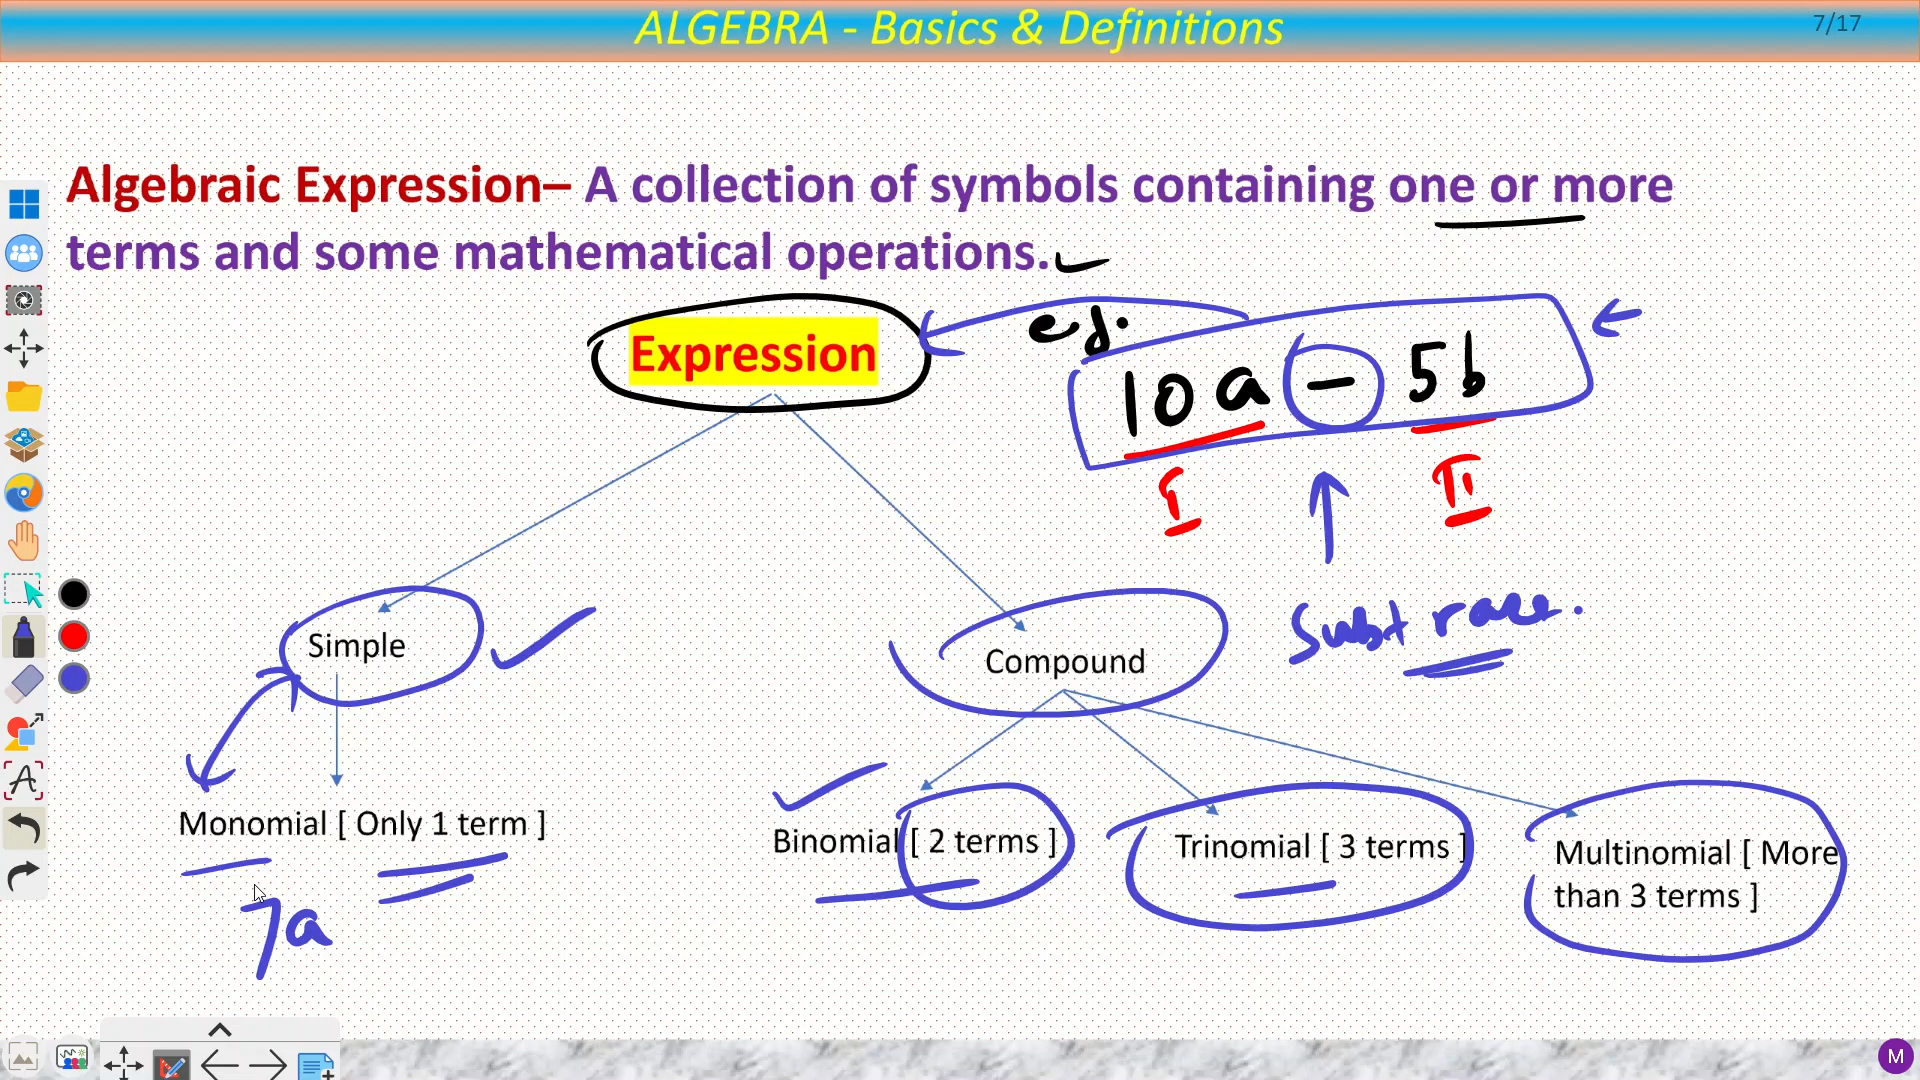 ALGEBRA - Basics & Definitions
7/17
Algebraic Expression– A collection of symbols containing one or more
terms and some mathematical operations.
Expression
eg.
10a - 5b
I
II
Simple
Compound
Subtract.
Monomial [ Only 1 term ]
Binomial [ 2 terms ]
Trinomial [ 3 terms ]
Multinomial [ More
than 3 terms ]
7a
M